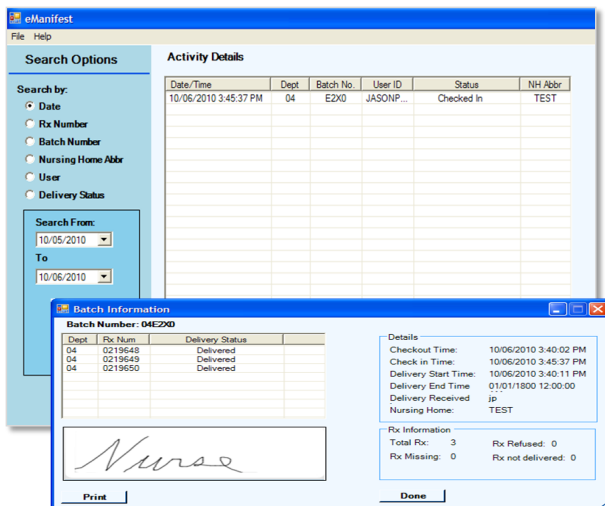 eManifest
File Help
Search Options
Activity Details
Search by:
Date
Rx Number
Batch Number
Nursing Home Abbr
User
Delivery Status
Date/Time Dept Batch No. User ID Status NH Abbr
10/06/2010 3:45:37 PM 04 E2X0 JASONP... Checked In TEST
Search From:
10/05/2010
To
10/06/2010
Batch Information
Batch Number: 04E2X0
Dept Rx Num Delivery Status
04 0219648 Delivered
04 0219649 Delivered
04 0219650 Delivered
Nurse
Print
Details
Checkout Time: 10/06/2010 3:40:02 PM
Check in Time: 10/06/2010 3:45:37 PM
Delivery Start Time: 10/06/2010 3:40:11 PM
Delivery End Time 01/01/1800 12:00:00
Delivery Received jp
Nursing Home: TEST
Rx Information
Total Rx: 3 Rx Refused: 0
Rx Missing: 0 Rx not delivered: 0
Done